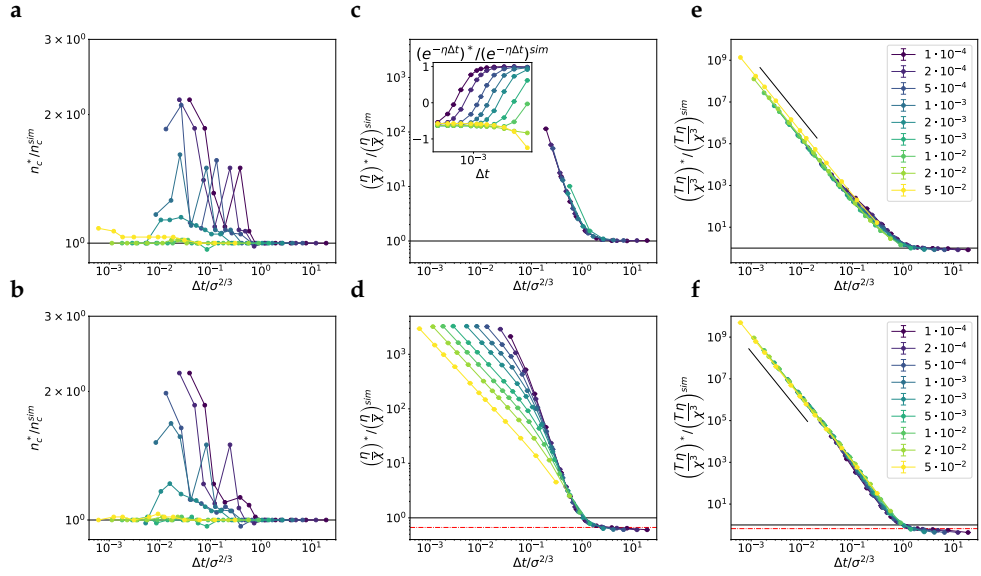 a
3 × 10⁰
2 × 10⁰
10⁰
n_c^*/n_c^{sim}
10⁻³ 10⁻² 10⁻¹ 10⁰ 10¹
Δt/σ^{2/3}
b
3 × 10⁰
2 × 10⁰
10⁰
n_c^*/n_c^{sim}
10⁻³ 10⁻² 10⁻¹ 10⁰ 10¹
Δt/σ^{2/3}
c
(e^{−ηΔt})^*/(e^{−ηΔt})^{sim}
1
0
−1
10⁻³
Δt
10³
10²
10¹
10⁰
(η/χ)^*/(η/χ)^{sim}
10⁻³ 10⁻² 10⁻¹ 10⁰ 10¹
Δt/σ^{2/3}
d
10³
10²
10¹
10⁰
(η/χ)^*/(η/χ)^{sim}
10⁻³ 10⁻² 10⁻¹ 10⁰ 10¹
Δt/σ^{2/3}
e
10⁹
10⁷
10⁵
10³
10¹
(Tη/χ³)^*/(Tη/χ³)^{sim}
1·10⁻⁴
2·10⁻⁴
5·10⁻⁴
1·10⁻³
2·10⁻³
5·10⁻³
1·10⁻²
2·10⁻²
5·10⁻²
10⁻³ 10⁻² 10⁻¹ 10⁰ 10¹
Δt/σ^{2/3}
f
10⁹
10⁷
10⁵
10³
10¹
(Tη/χ³)^*/(Tη/χ³)^{sim}
1·10⁻⁴
2·10⁻⁴
5·10⁻⁴
1·10⁻³
2·10⁻³
5·10⁻³
1·10⁻²
2·10⁻²
5·10⁻²
10⁻³ 10⁻² 10⁻¹ 10⁰ 10¹
Δt/σ^{2/3}